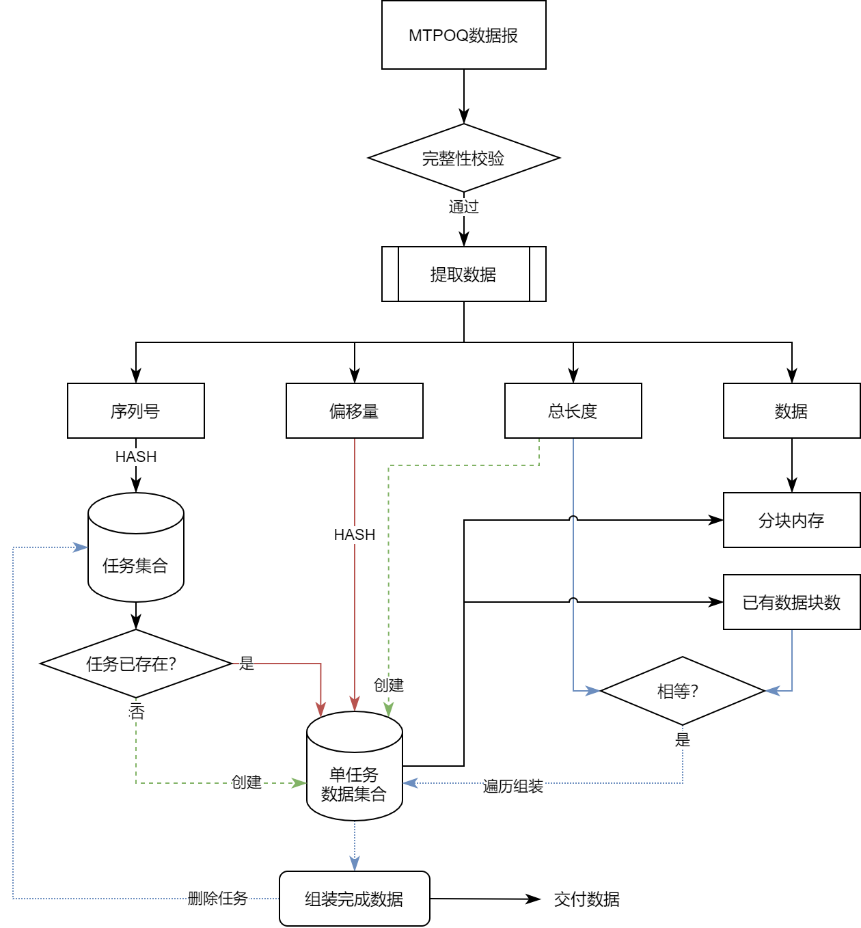 MTPOQ数据报
完整性校验
通过
提取数据
序列号
偏移量
总长度
数据
HASH
分块内存
HASH
任务集合
已有数据块数
任务已存在?
是
创建
相等?
否
是
创建
单任务
数据集合
遍历组装
删除任务
组装完成数据
交付数据